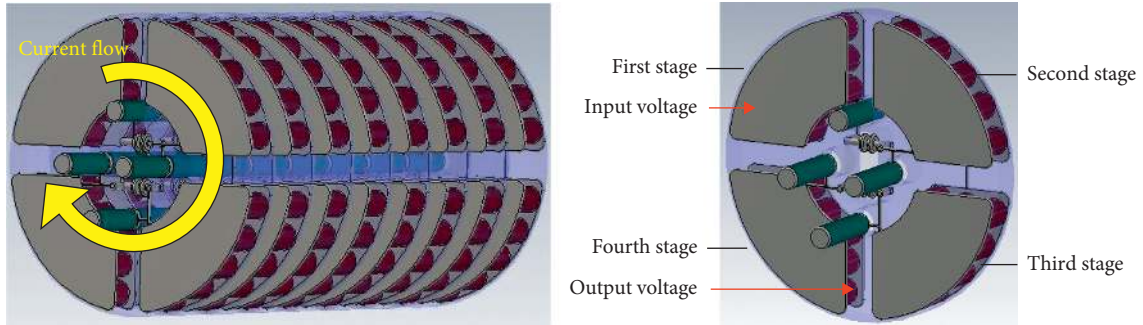 Current flow
First stage
Second stage
Input voltage
Fourth stage
Third stage
Output voltage